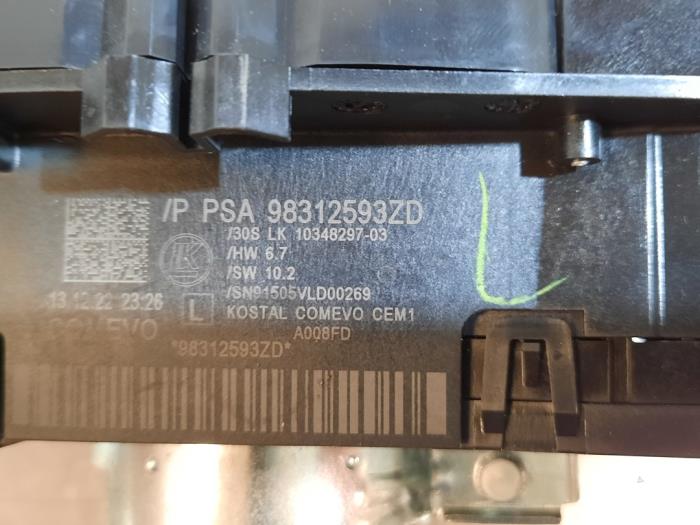 /P PSA 98312593ZD
/30S LK 10348297-03
/HW 6.7
/SW 10.2
/SN91505VLD00269
13.12.22 23:26
L KOSTAL COMEVO CEM1
EVO A008FD
*98312593ZD*
L